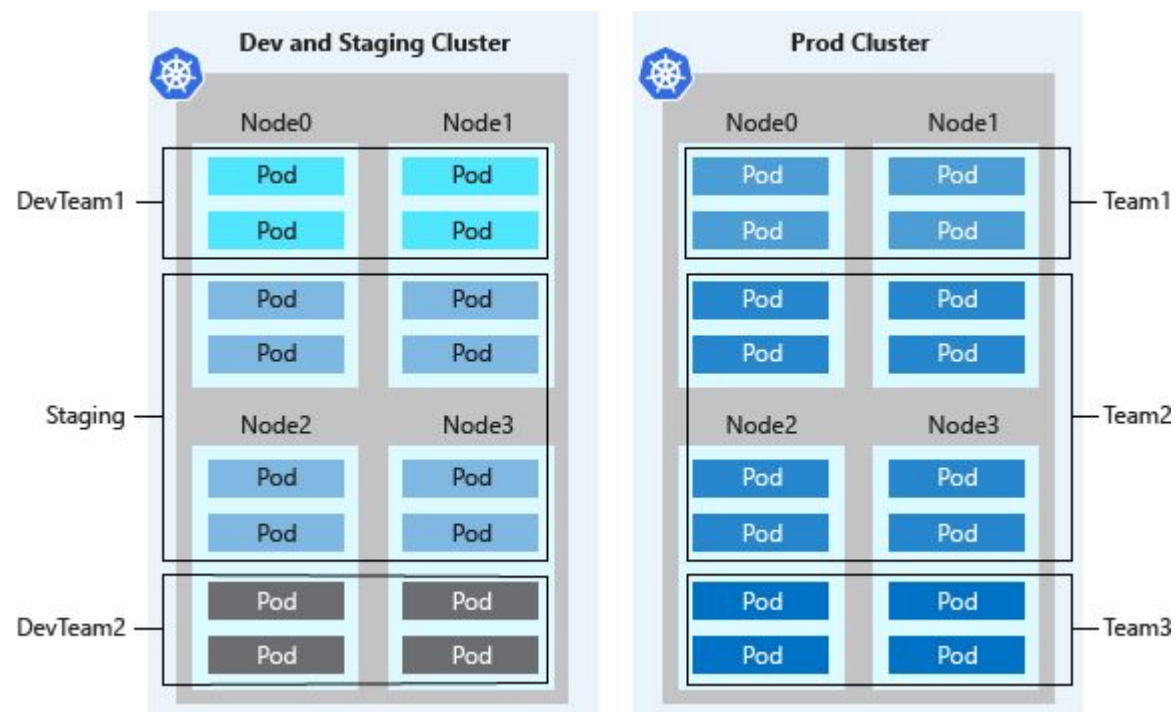 Dev and Staging Cluster
Node0 Node1
DevTeam1
Pod Pod
Pod Pod
Pod Pod
Pod Pod
Staging
Node2 Node3
Pod Pod
Pod Pod
DevTeam2
Pod Pod
Pod Pod
Prod Cluster
Node0 Node1
Pod Pod
Team1
Pod Pod
Pod Pod
Pod Pod
Team2
Node2 Node3
Pod Pod
Pod Pod
Pod Pod
Team3
Pod Pod